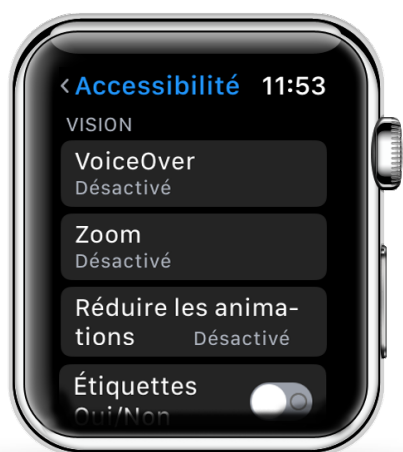 < Accessibilité 11:53
VISION
VoiceOver
Désactivé
Zoom
Désactivé
Réduire les anima-
tions Désactivé
Étiquettes
Oui/Non